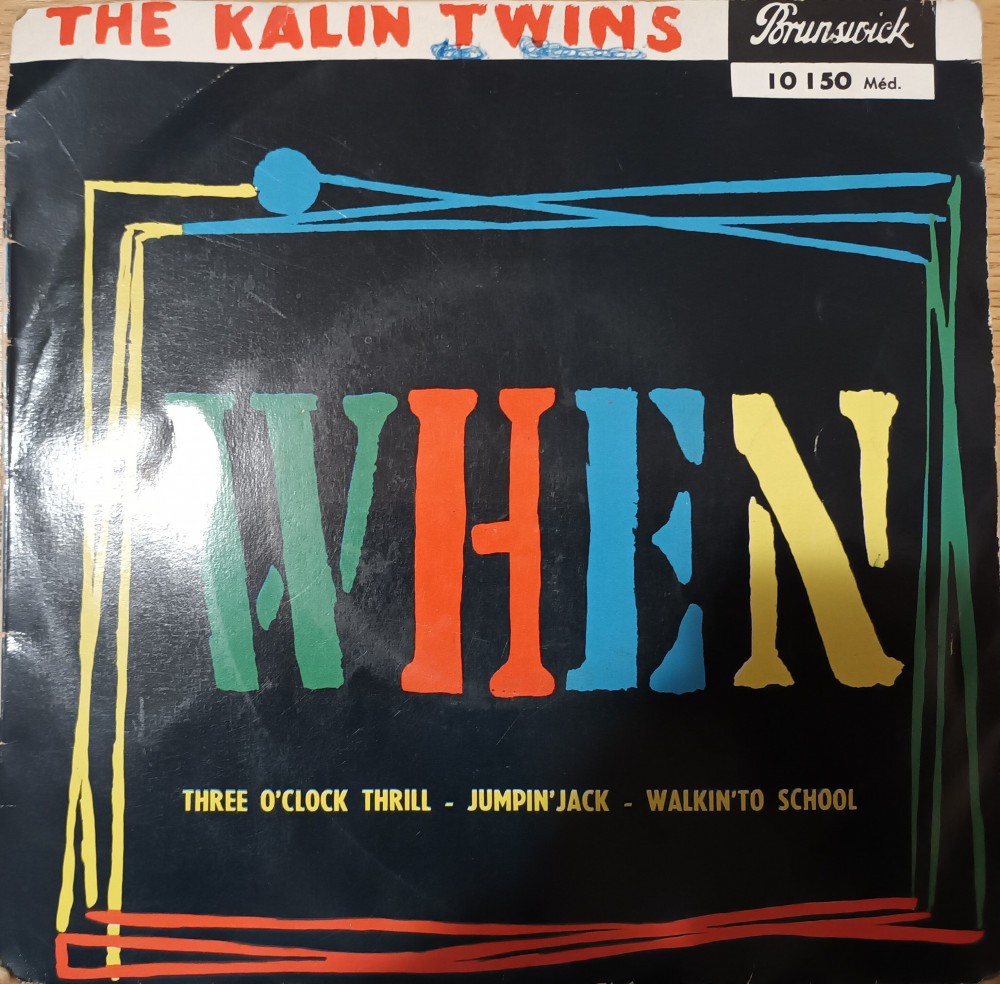 THE KALIN TWINS
Brunswick
10 150 Méd.
WHEN
THREE O'CLOCK THRILL - JUMPIN'JACK - WALKIN'TO SCHOOL